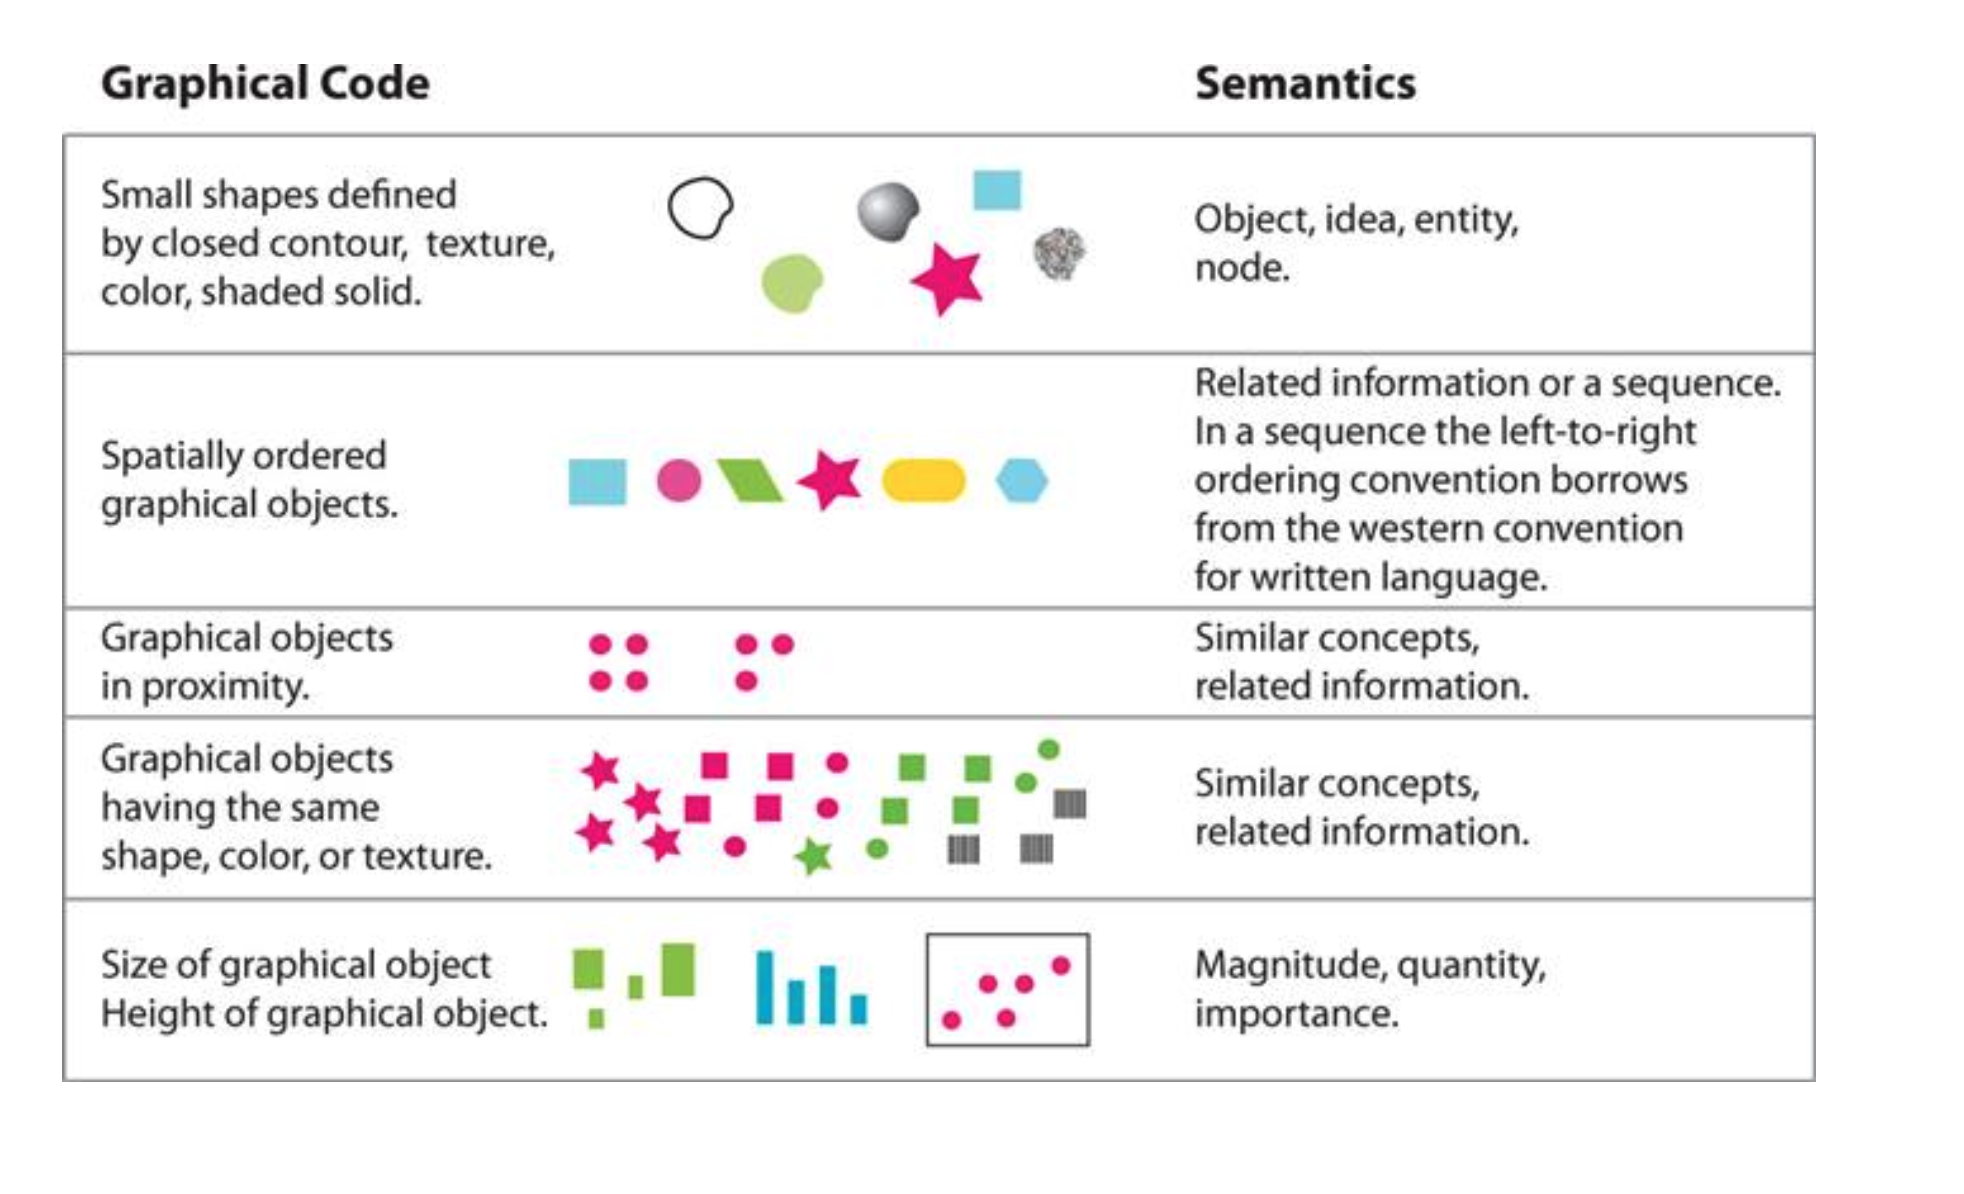 Graphical Code
Semantics
Small shapes defined
by closed contour, texture,
color, shaded solid.
Object, idea, entity,
node.
Spatially ordered
graphical objects.
Related information or a sequence.
In a sequence the left-to-right
ordering convention borrows
from the western convention
for written language.
Graphical objects
in proximity.
Similar concepts,
related information.
Graphical objects
having the same
shape, color, or texture.
Similar concepts,
related information.
Size of graphical object
Height of graphical object.
Magnitude, quantity,
importance.